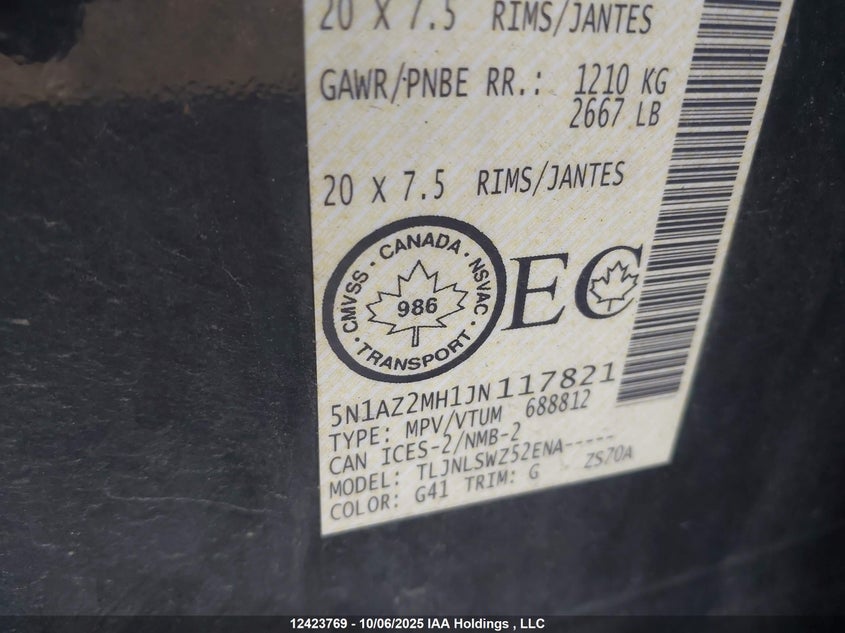 20 X 7.5 RIMS/JANTES
GAWR/PNBE RR.: 1210 KG
2667 LB
20 X 7.5 RIMS/JANTES
CMVSS · CANADA · NSVAC · TRANSPORT ·
986
EC
5N1AZ2MH1JN117821
TYPE: MPV/VTUM 688812
CAN ICES-2/NMB-2
MODEL: TLJNLSWZ52ENA-----
COLOR: G41 TRIM: G ZS70A
12423769 - 10/06/2025 IAA Holdings , LLC